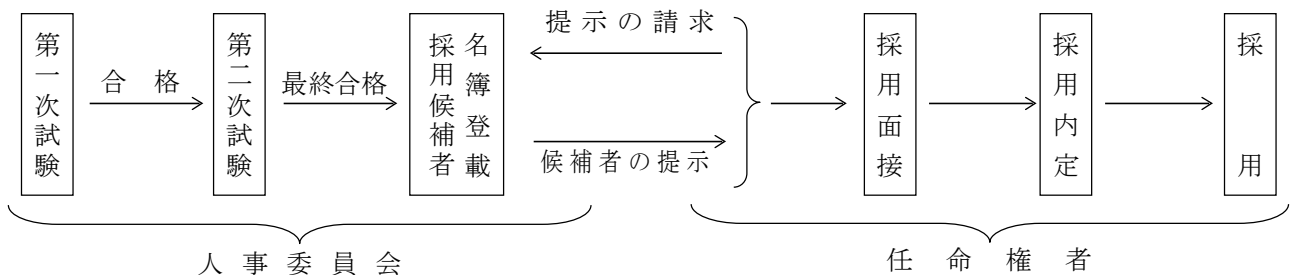 第一次試験
合格
第二次試験
最終合格
採用候補者
名簿登載
提示の請求
候補者の提示
採用面接
採用内定
採用
人事委員会
任命権者